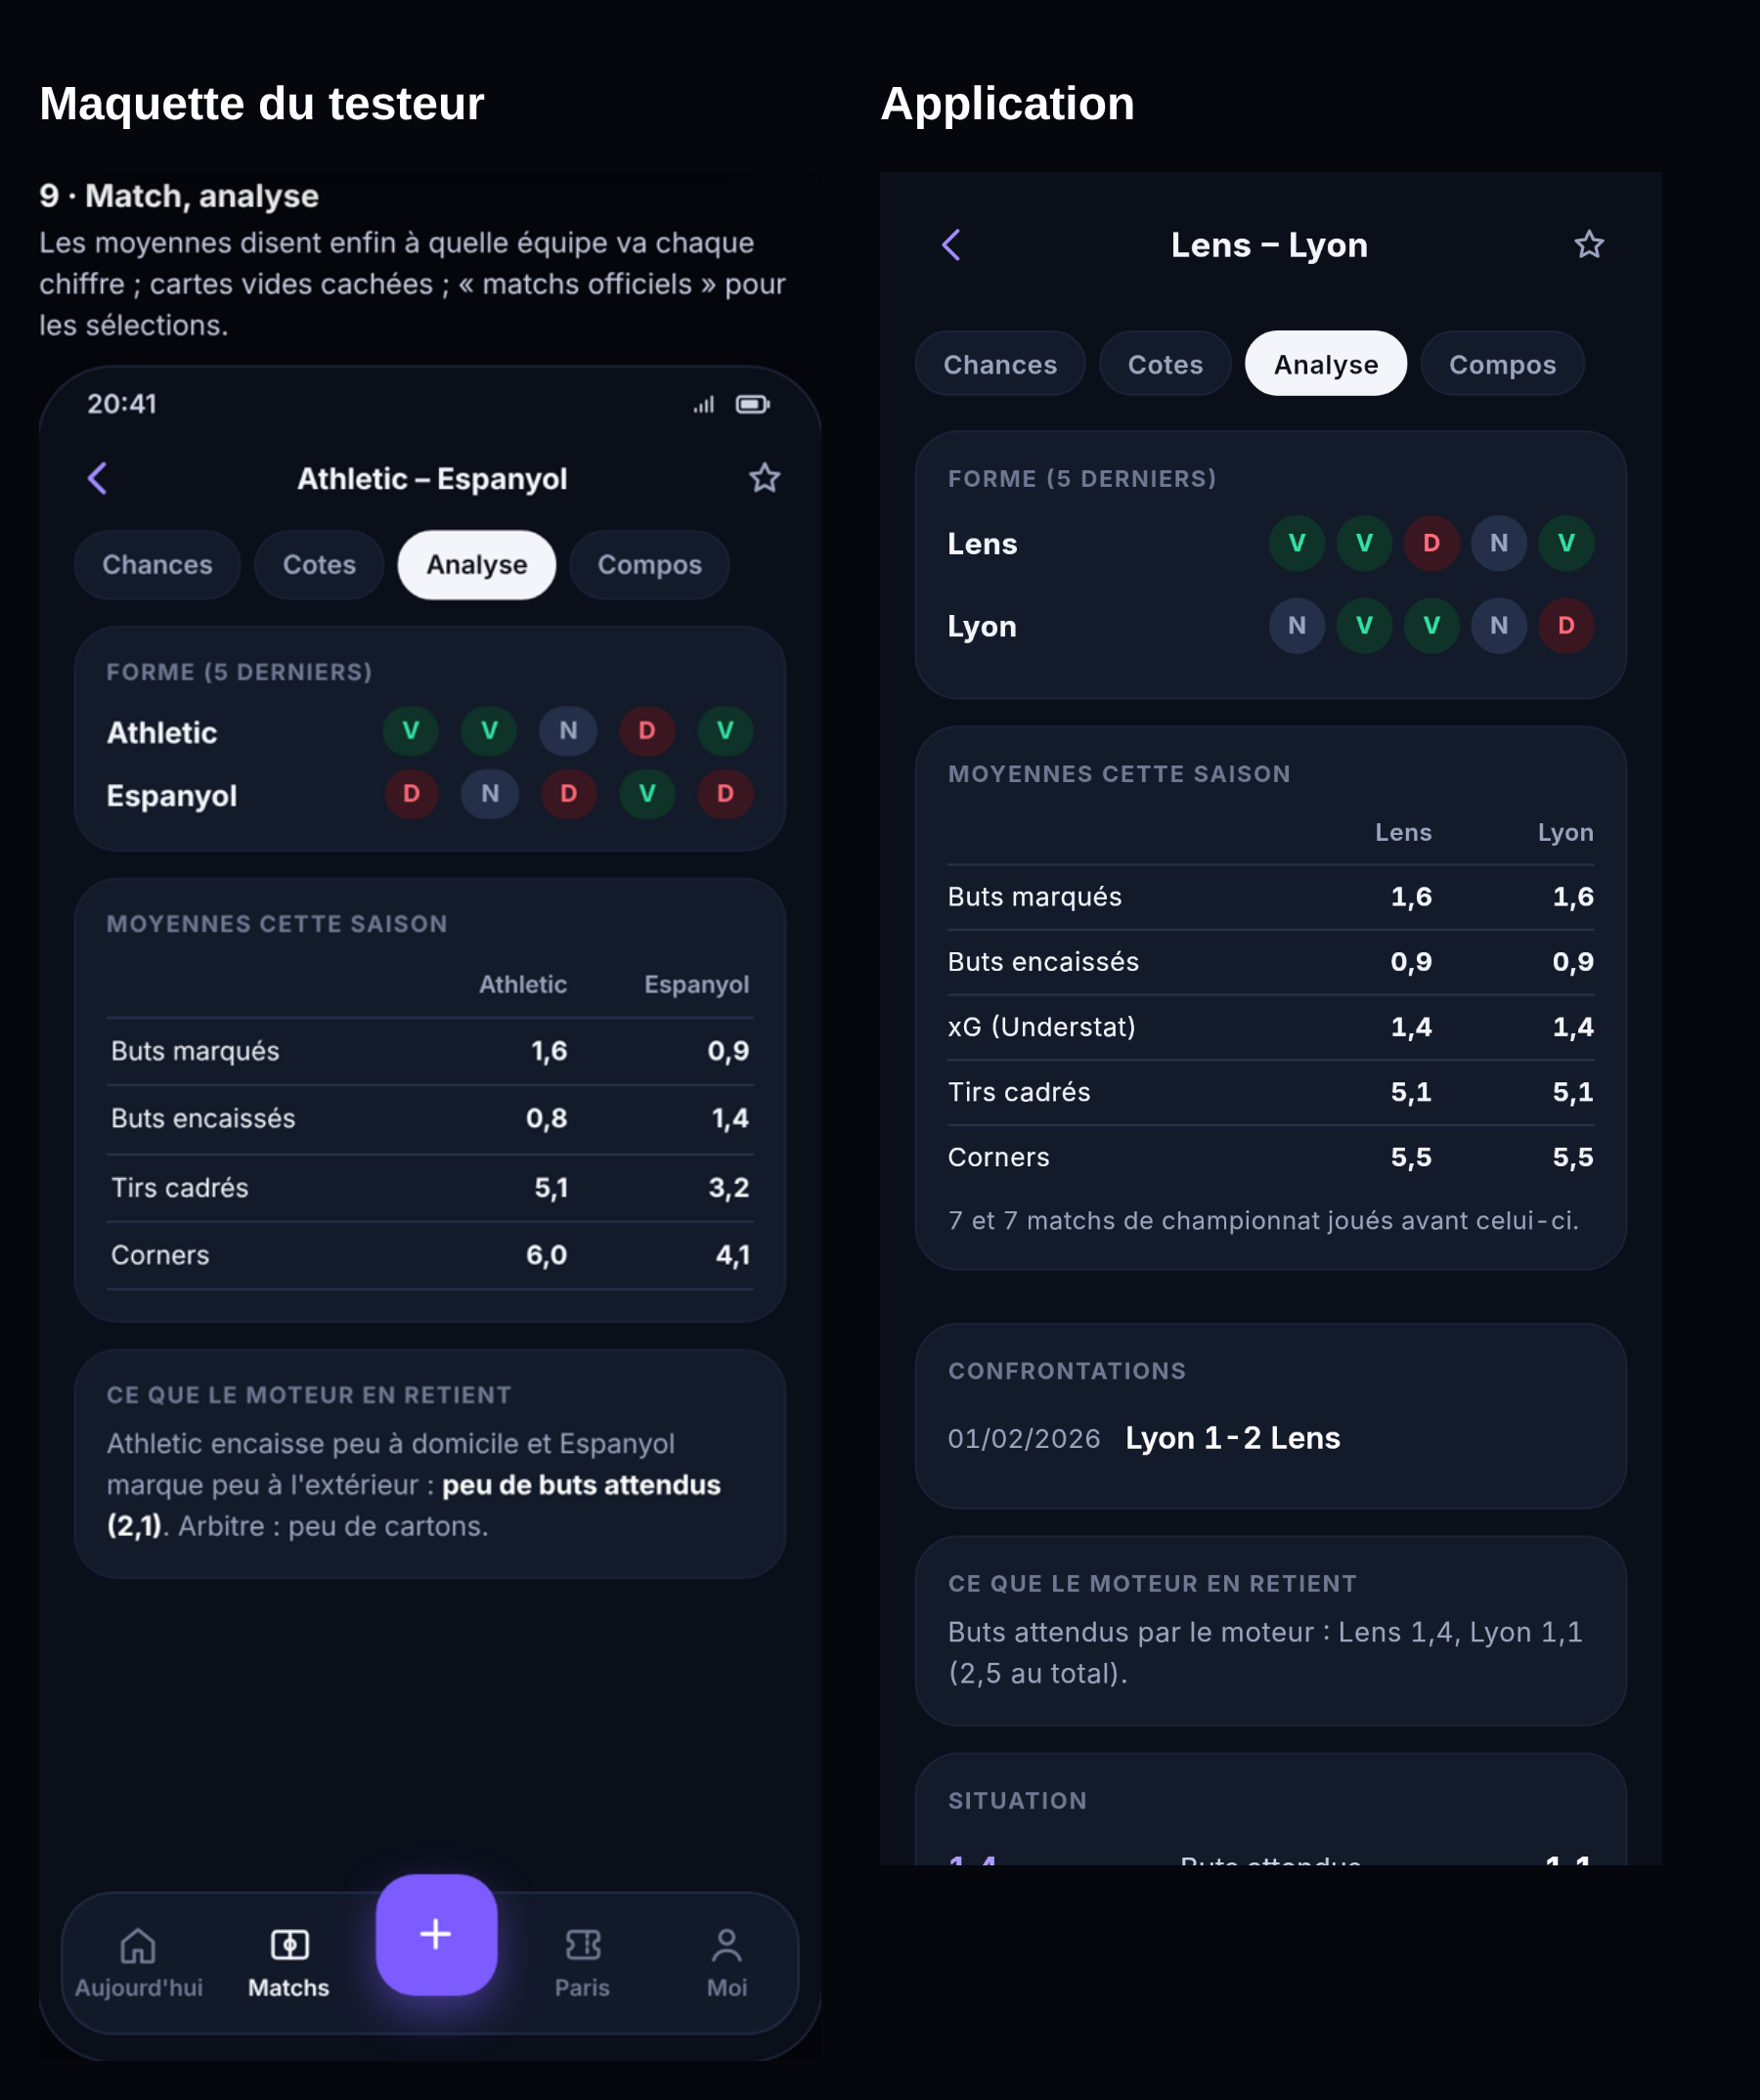 Maquette du testeur
9 · Match, analyse
Les moyennes disent enfin à quelle équipe va chaque
chiffre ; cartes vides cachées ; « matchs officiels » pour
les sélections.
20:41
Athletic – Espanyol
Chances Cotes Analyse Compos
FORME (5 DERNIERS)
Athletic V V N D V
Espanyol D N D V D
MOYENNES CETTE SAISON
Athletic Espanyol
Buts marqués 1,6 0,9
Buts encaissés 0,8 1,4
Tirs cadrés 5,1 3,2
Corners 6,0 4,1
CE QUE LE MOTEUR EN RETIENT
Athletic encaisse peu à domicile et Espanyol
marque peu à l'extérieur : peu de buts attendus
(2,1). Arbitre : peu de cartons.
Aujourd'hui Matchs + Paris Moi
Application
Lens – Lyon
Chances Cotes Analyse Compos
FORME (5 DERNIERS)
Lens V V D N V
Lyon N V V N D
MOYENNES CETTE SAISON
Lens Lyon
Buts marqués 1,6 1,6
Buts encaissés 0,9 0,9
xG (Understat) 1,4 1,4
Tirs cadrés 5,1 5,1
Corners 5,5 5,5
7 et 7 matchs de championnat joués avant celui-ci.
CONFRONTATIONS
01/02/2026 Lyon 1-2 Lens
CE QUE LE MOTEUR EN RETIENT
Buts attendus par le moteur : Lens 1,4, Lyon 1,1
(2,5 au total).
SITUATION